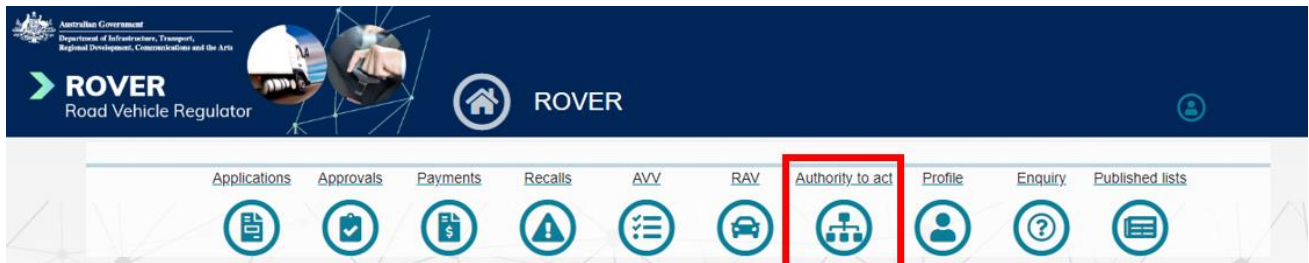 Australian Government
Department of Infrastructure, Transport,
Regional Development, Communications and the Arts
ROVER
Road Vehicle Regulator
ROVER
Applications Approvals Payments Recalls AVV RAV Authority to act Profile Enquiry Published lists